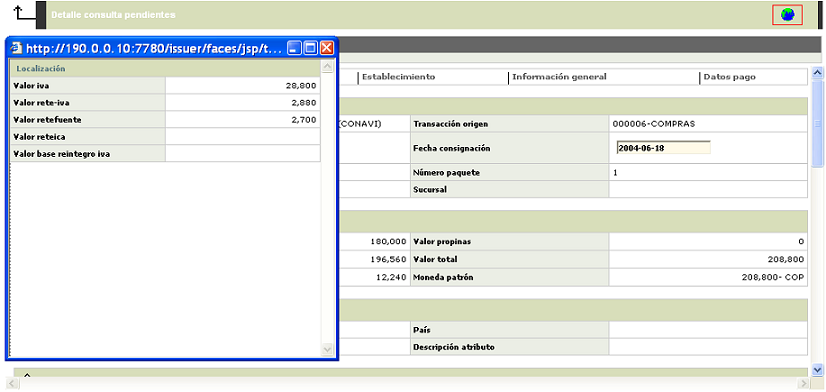 Detalle consulta pendientes
http://190.0.0.10:7780/issuer/faces/jsp/t...
Localización
Valor iva 28,800
Valor rete-iva 2,880
Valor retefuente 2,700
Valor reteica
Valor base reintegro iva
Establecimiento Información general Datos pago
(CONAVI) Transacción origen 000006-COMPRAS
Fecha consignación 2004-06-18
Número paquete 1
Sucursal
180,000 Valor propinas 0
196,560 Valor total 208,800
12,240 Moneda patrón 208,800- COP
País
Descripción atributo